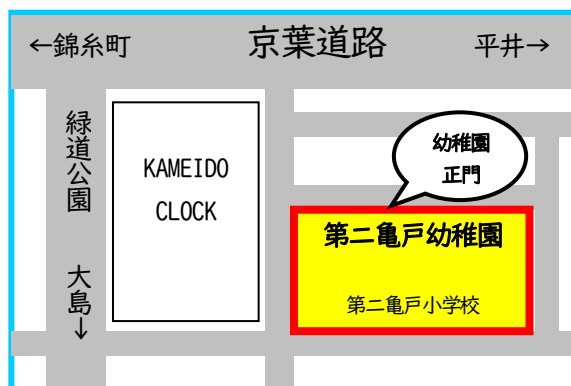 ←錦糸町
京葉道路
平井→
緑道公園
大島↓
KAMEIDO
CLOCK
幼稚園
正門
第二亀戸幼稚園
第二亀戸小学校